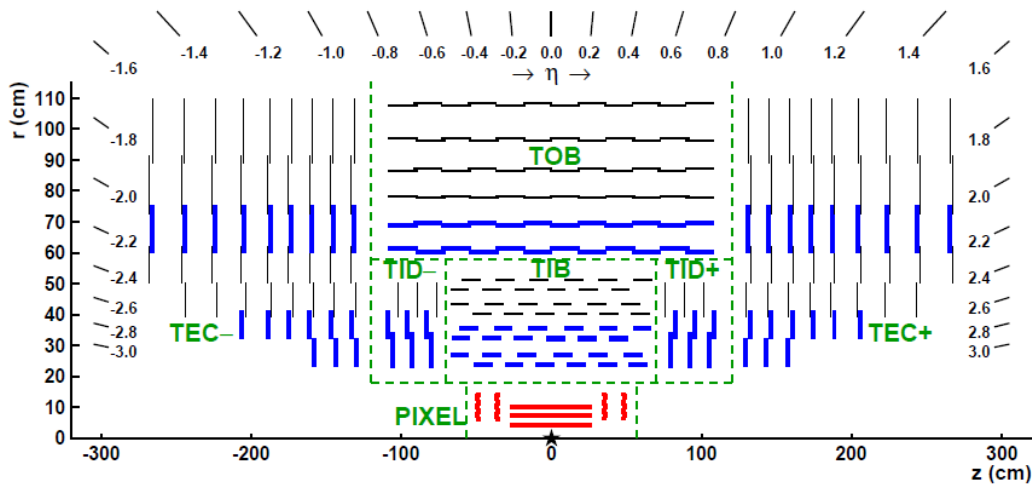 -1.4 -1.2 -1.0 -0.8 -0.6 -0.4 -0.2 0.0 0.2 0.4 0.6 0.8 1.0 1.2 1.4
-1.6 → η → 1.6
r (cm)
110
100
-1.8 1.8
90
TOB
80
-2.0 2.0
70
-2.2 2.2
60
TID− TIB TID+
50
-2.4 2.4
40
-2.6 2.6
TEC− TEC+
-2.8 2.8
30
-3.0 3.0
20
10
PIXEL
0
-300 -200 -100 0 100 200 300
z (cm)